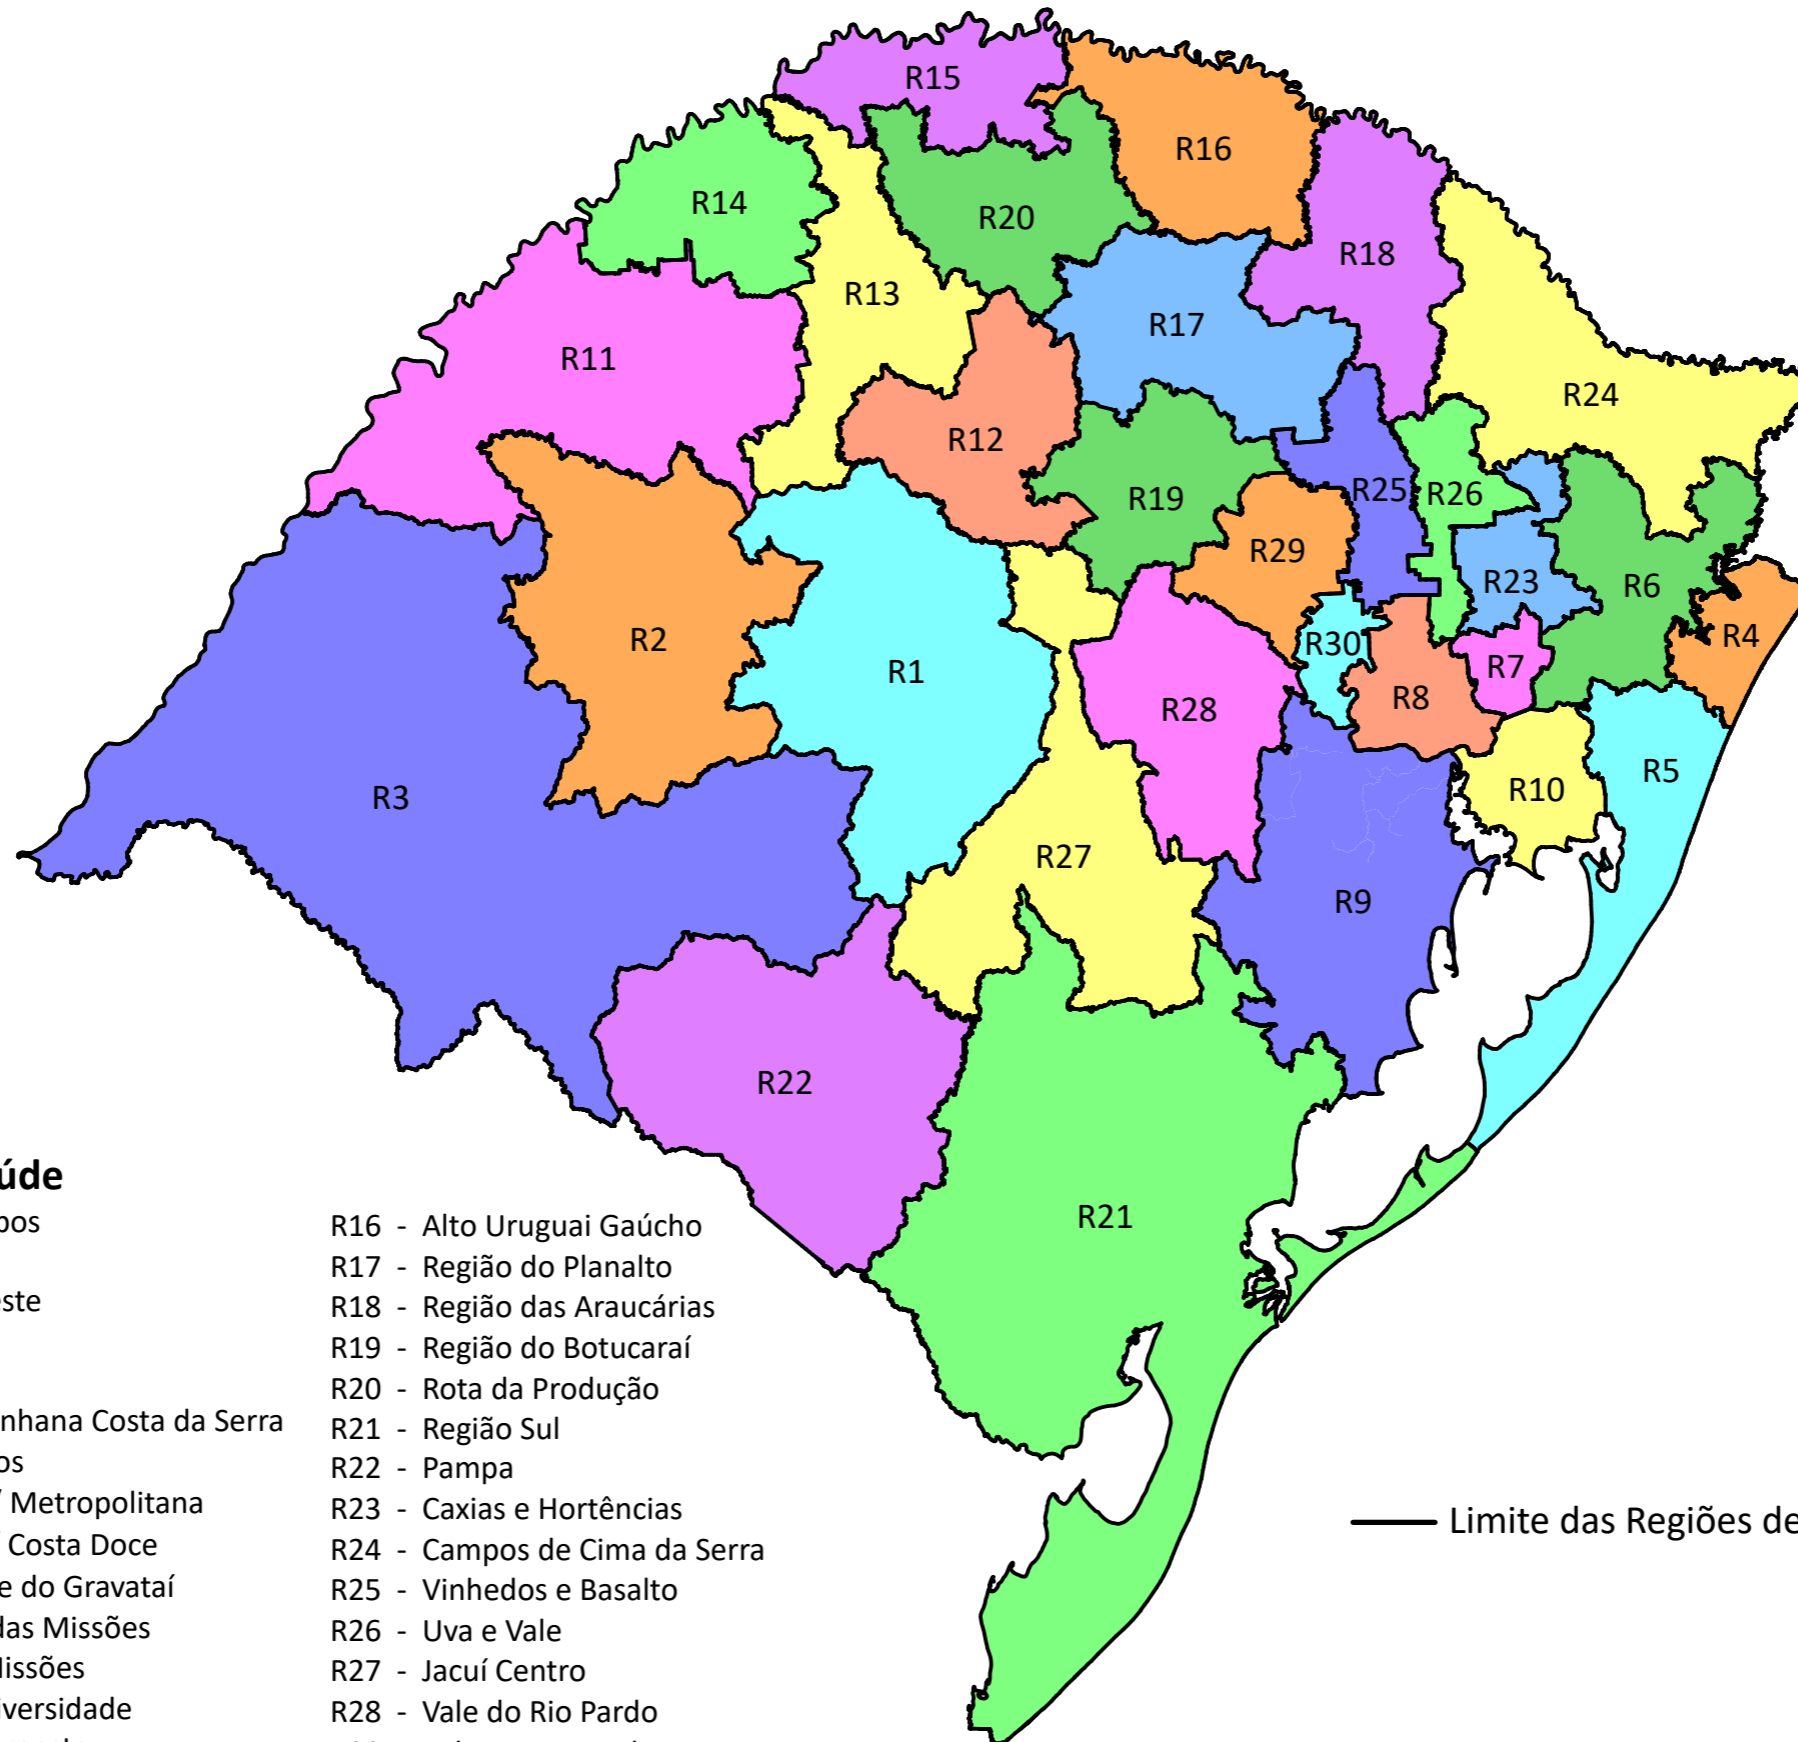 R15
R16
R14
R20
R18
R13
R17
R11
R24
R12
R25
R26
R19
R29
R23
R6
R2
R4
R30
R1
R7
R8
R28
R5
R3
R10
R27
R9
R22
R21
úde
pos
este
nhana Costa da Serra
os
/ Metropolitana
/ Costa Doce
e do Gravataí
das Missões
Missões
iversidade
R16 - Alto Uruguai Gaúcho
R17 - Região do Planalto
R18 - Região das Araucárias
R19 - Região do Botucaraí
R20 - Rota da Produção
R21 - Região Sul
R22 - Pampa
R23 - Caxias e Hortências
R24 - Campos de Cima da Serra
R25 - Vinhedos e Basalto
R26 - Uva e Vale
R27 - Jacuí Centro
R28 - Vale do Rio Pardo
Limite das Regiões de